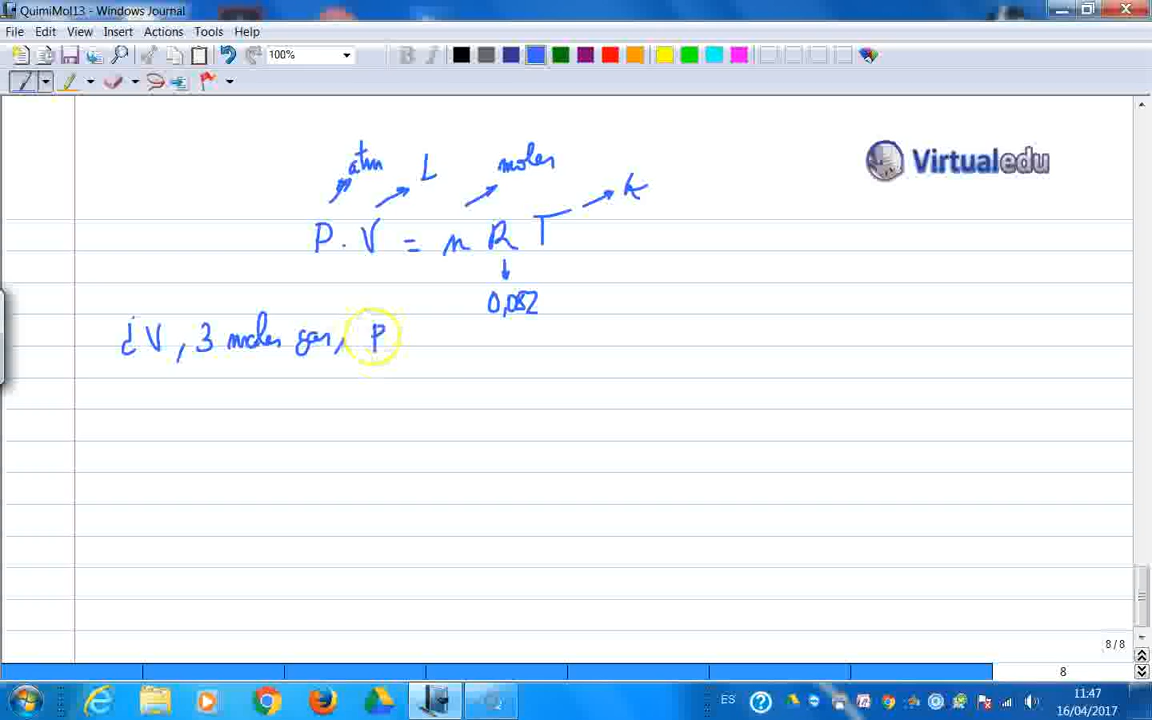 QuimiMol13 - Windows Journal
File Edit View Insert Actions Tools Help
100%
B I
atm L moles K
Virtualedu
P . V = n R T
0,082
¿V, 3 moles gas, P
8 / 8
8
ES
11:47
16/04/2017